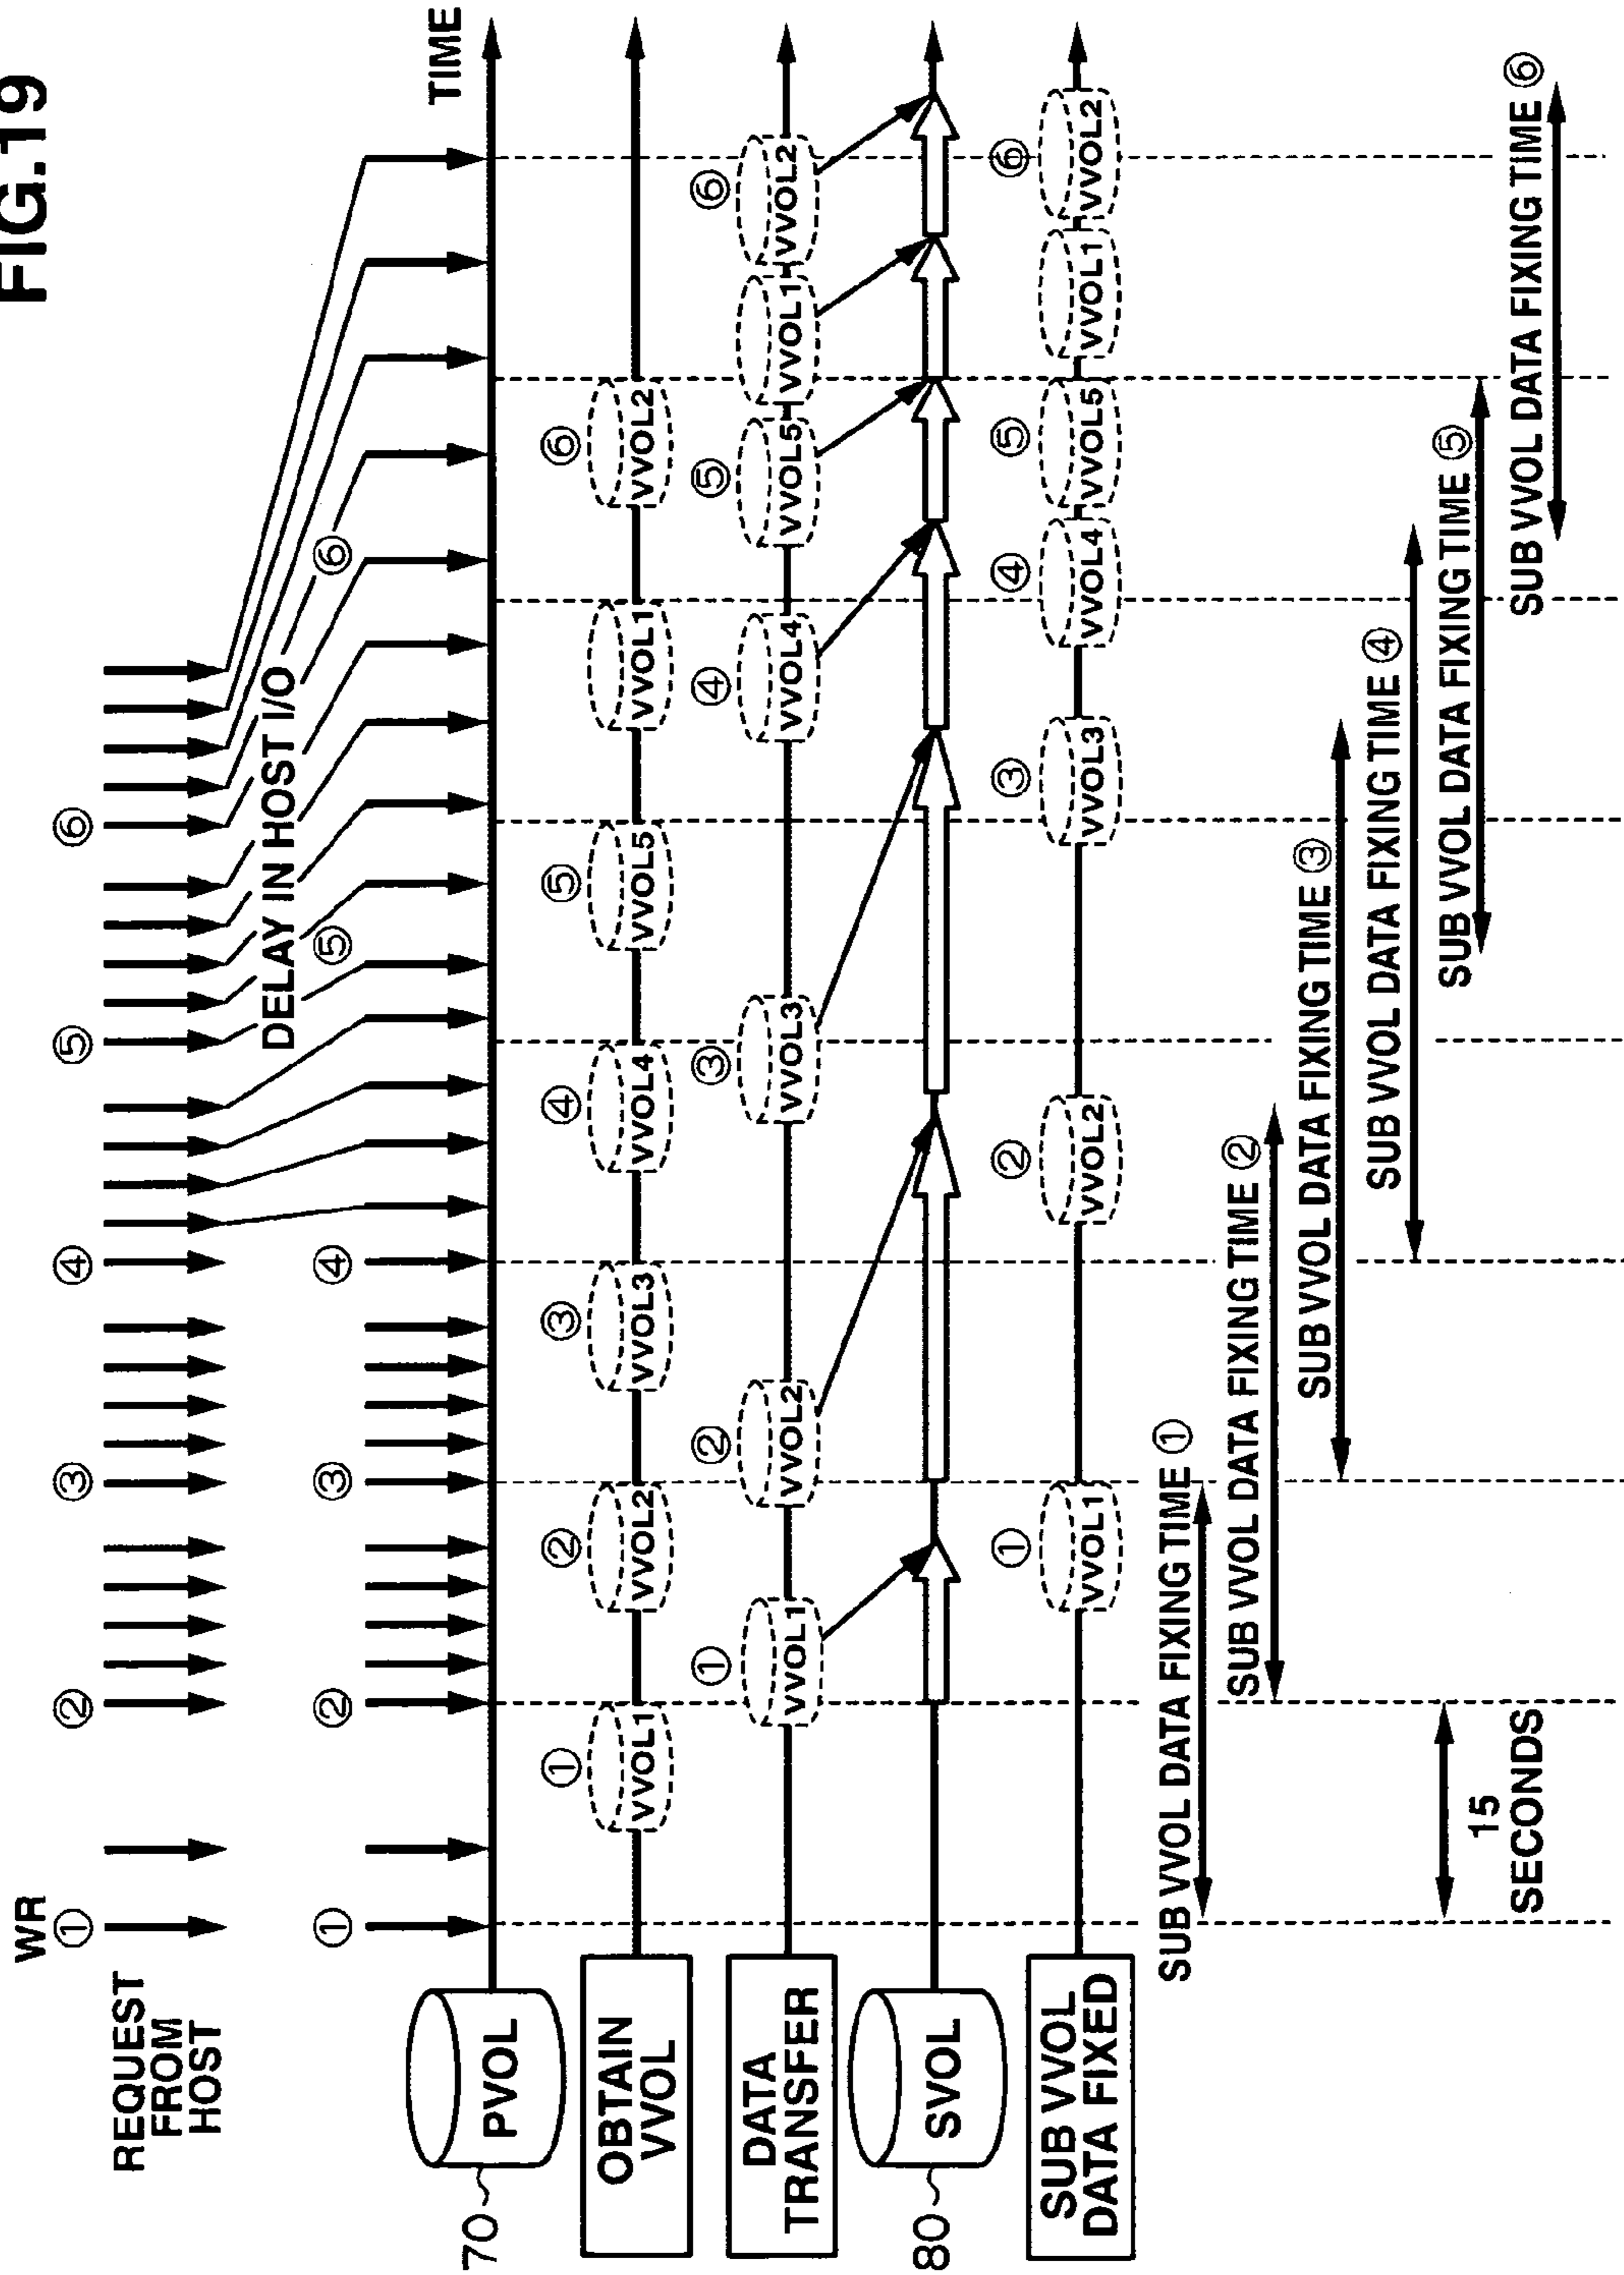 FIG.19
WR
① ② ③ ④ ⑤ ⑥
REQUEST
FROM
HOST
DELAY IN HOST I/O
① ② ③ ④ ⑤ ⑥
TIME
70
PVOL
① ② ③ ④ ⑤ ⑥
OBTAIN
VVOL
VVOL1 VVOL2 VVOL3 VVOL4 VVOL5 VVOL1 VVOL2
① ② ③ ④ ⑤ ⑥
DATA
TRANSFER
VVOL1 VVOL2 VVOL3 VVOL4 VVOL5 VVOL1 VVOL2
80
SVOL
① ② ③ ④ ⑤ ⑥
SUB VVOL
DATA FIXED
VVOL1 VVOL2 VVOL3 VVOL4 VVOL5 VVOL1 VVOL2
SUB VVOL DATA FIXING TIME ①
SUB VVOL DATA FIXING TIME ②
SUB VVOL DATA FIXING TIME ③
SUB VVOL DATA FIXING TIME ④
SUB VVOL DATA FIXING TIME ⑤
SUB VVOL DATA FIXING TIME ⑥
15
SECONDS